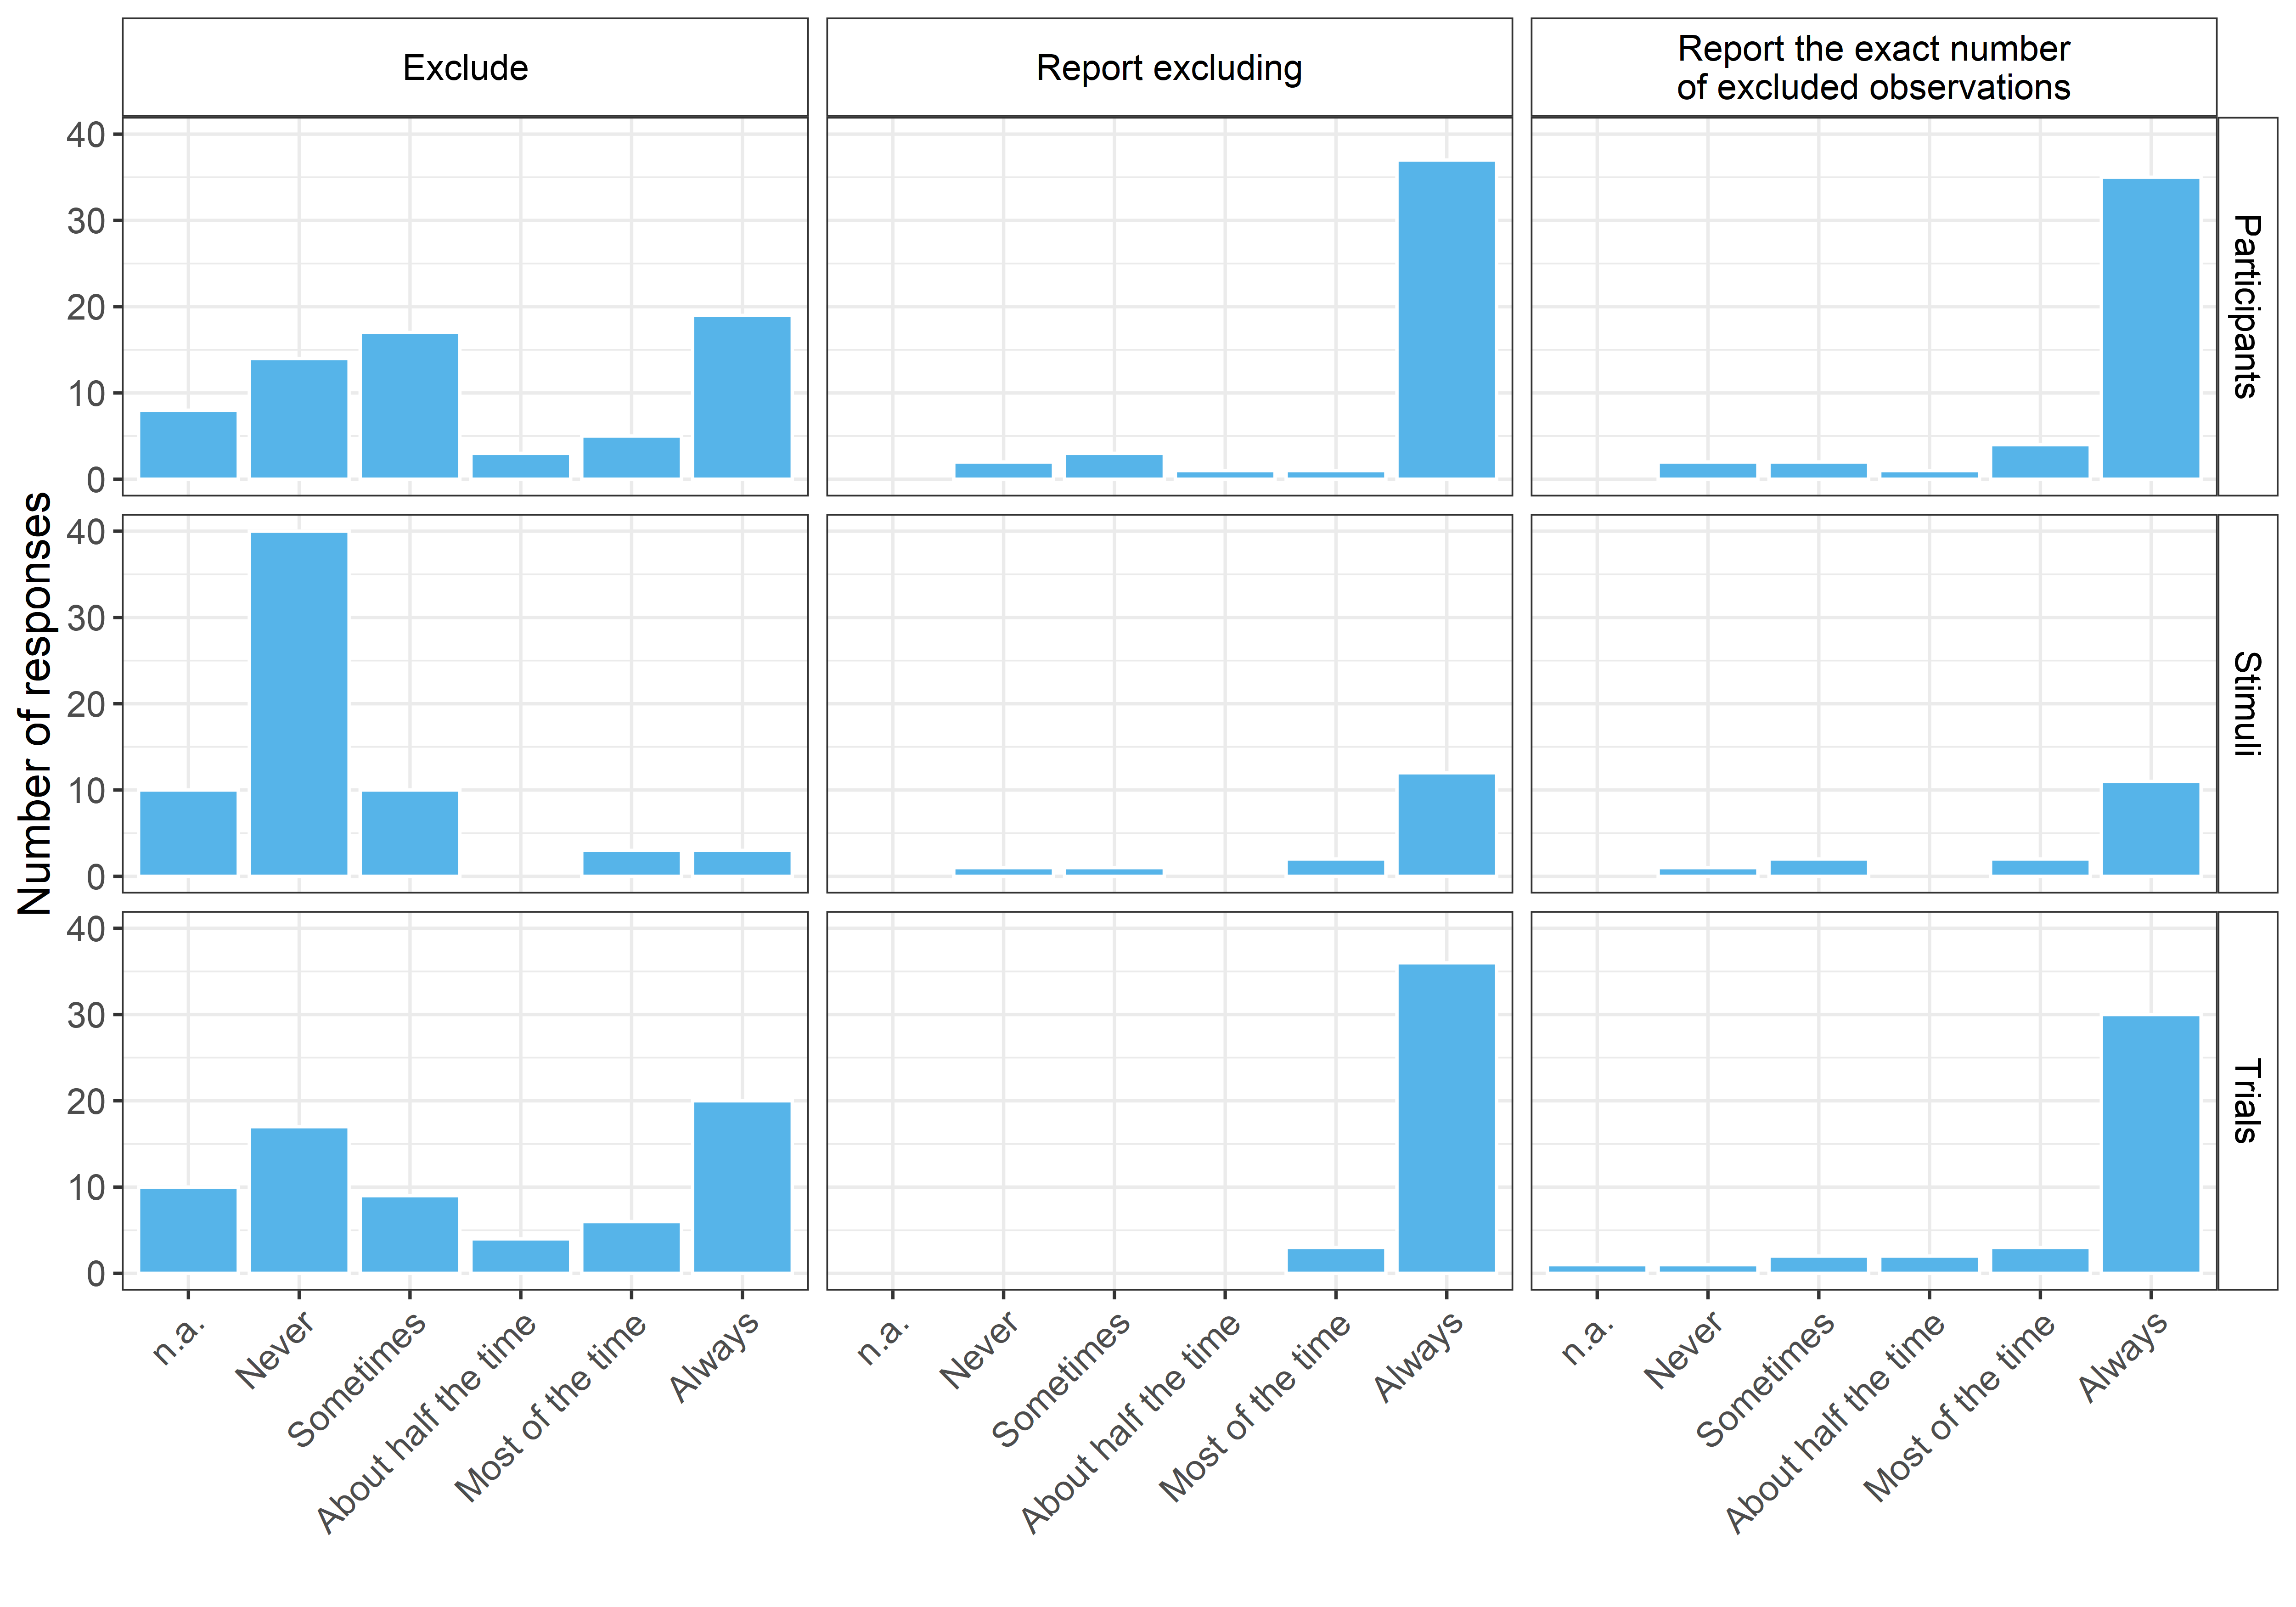 Exclude
Report excluding
Report the exact number
of excluded observations
Number of responses
40
30
20
10
0
Participants
40
30
20
10
0
Stimuli
40
30
20
10
0
Trials
n.a.
Never
Sometimes
About half the time
Most of the time
Always
n.a.
Never
Sometimes
About half the time
Most of the time
Always
n.a.
Never
Sometimes
About half the time
Most of the time
Always